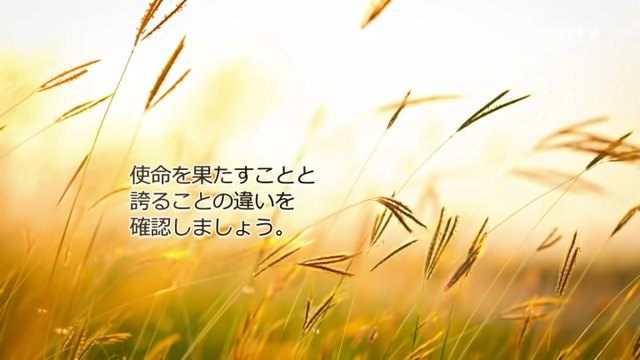 使命を果たすことと
誇ることの違いを
確認しましょう。